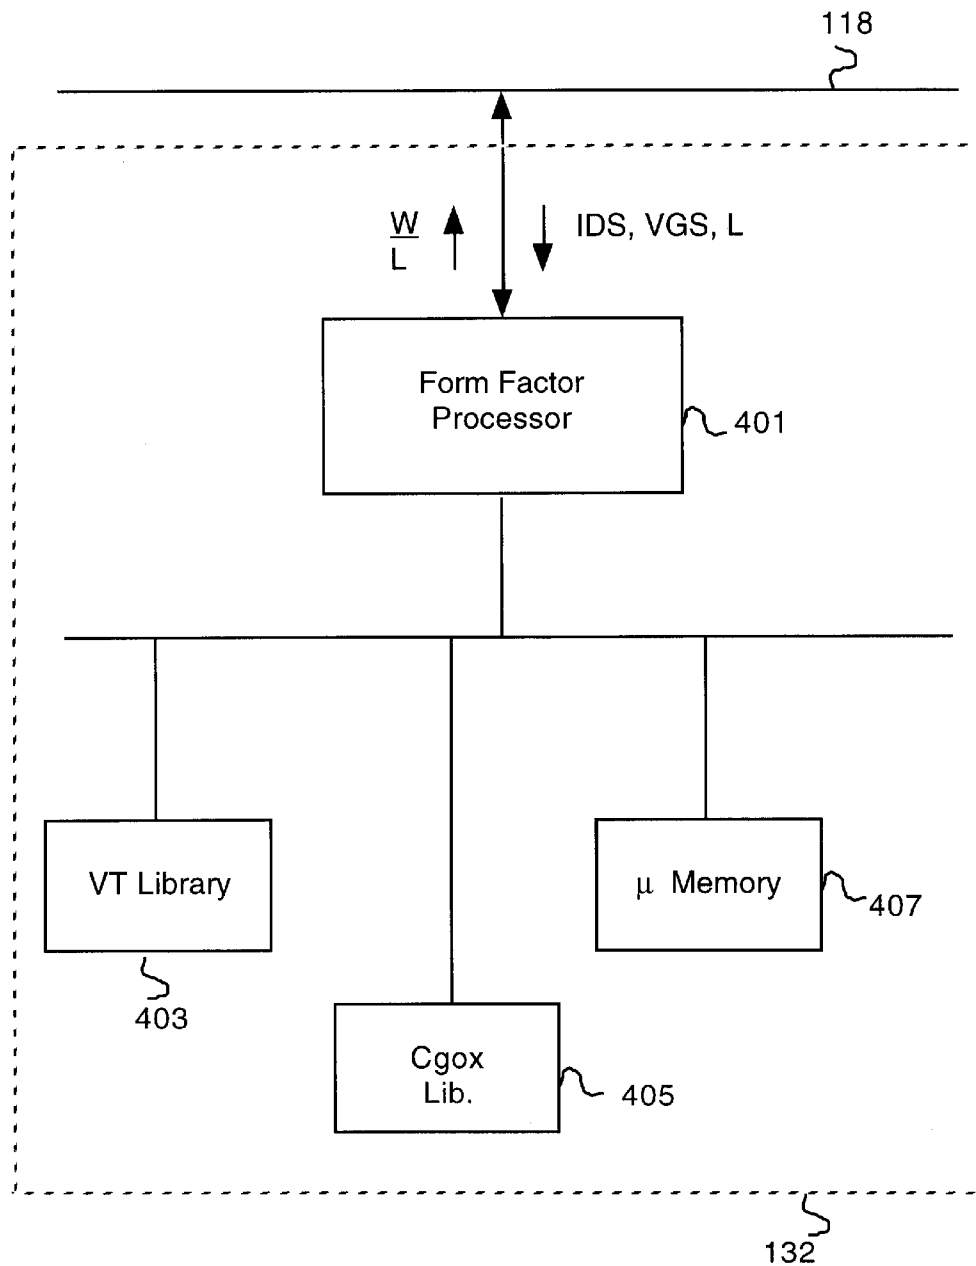 118
W
L
IDS, VGS, L
Form Factor
Processor
401
VT Library
μ Memory
407
403
Cgox
Lib.
405
132